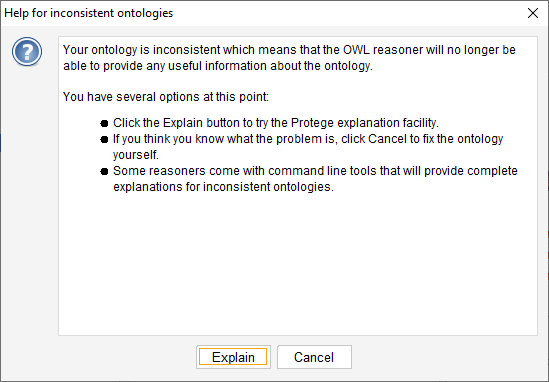 Help for inconsistent ontologies
Your ontology is inconsistent which means that the OWL reasoner will no longer be
able to provide any useful information about the ontology.
You have several options at this point:
● Click the Explain button to try the Protege explanation facility.
● If you think you know what the problem is, click Cancel to fix the ontology
yourself.
● Some reasoners come with command line tools that will provide complete
explanations for inconsistent ontologies.
Explain
Cancel